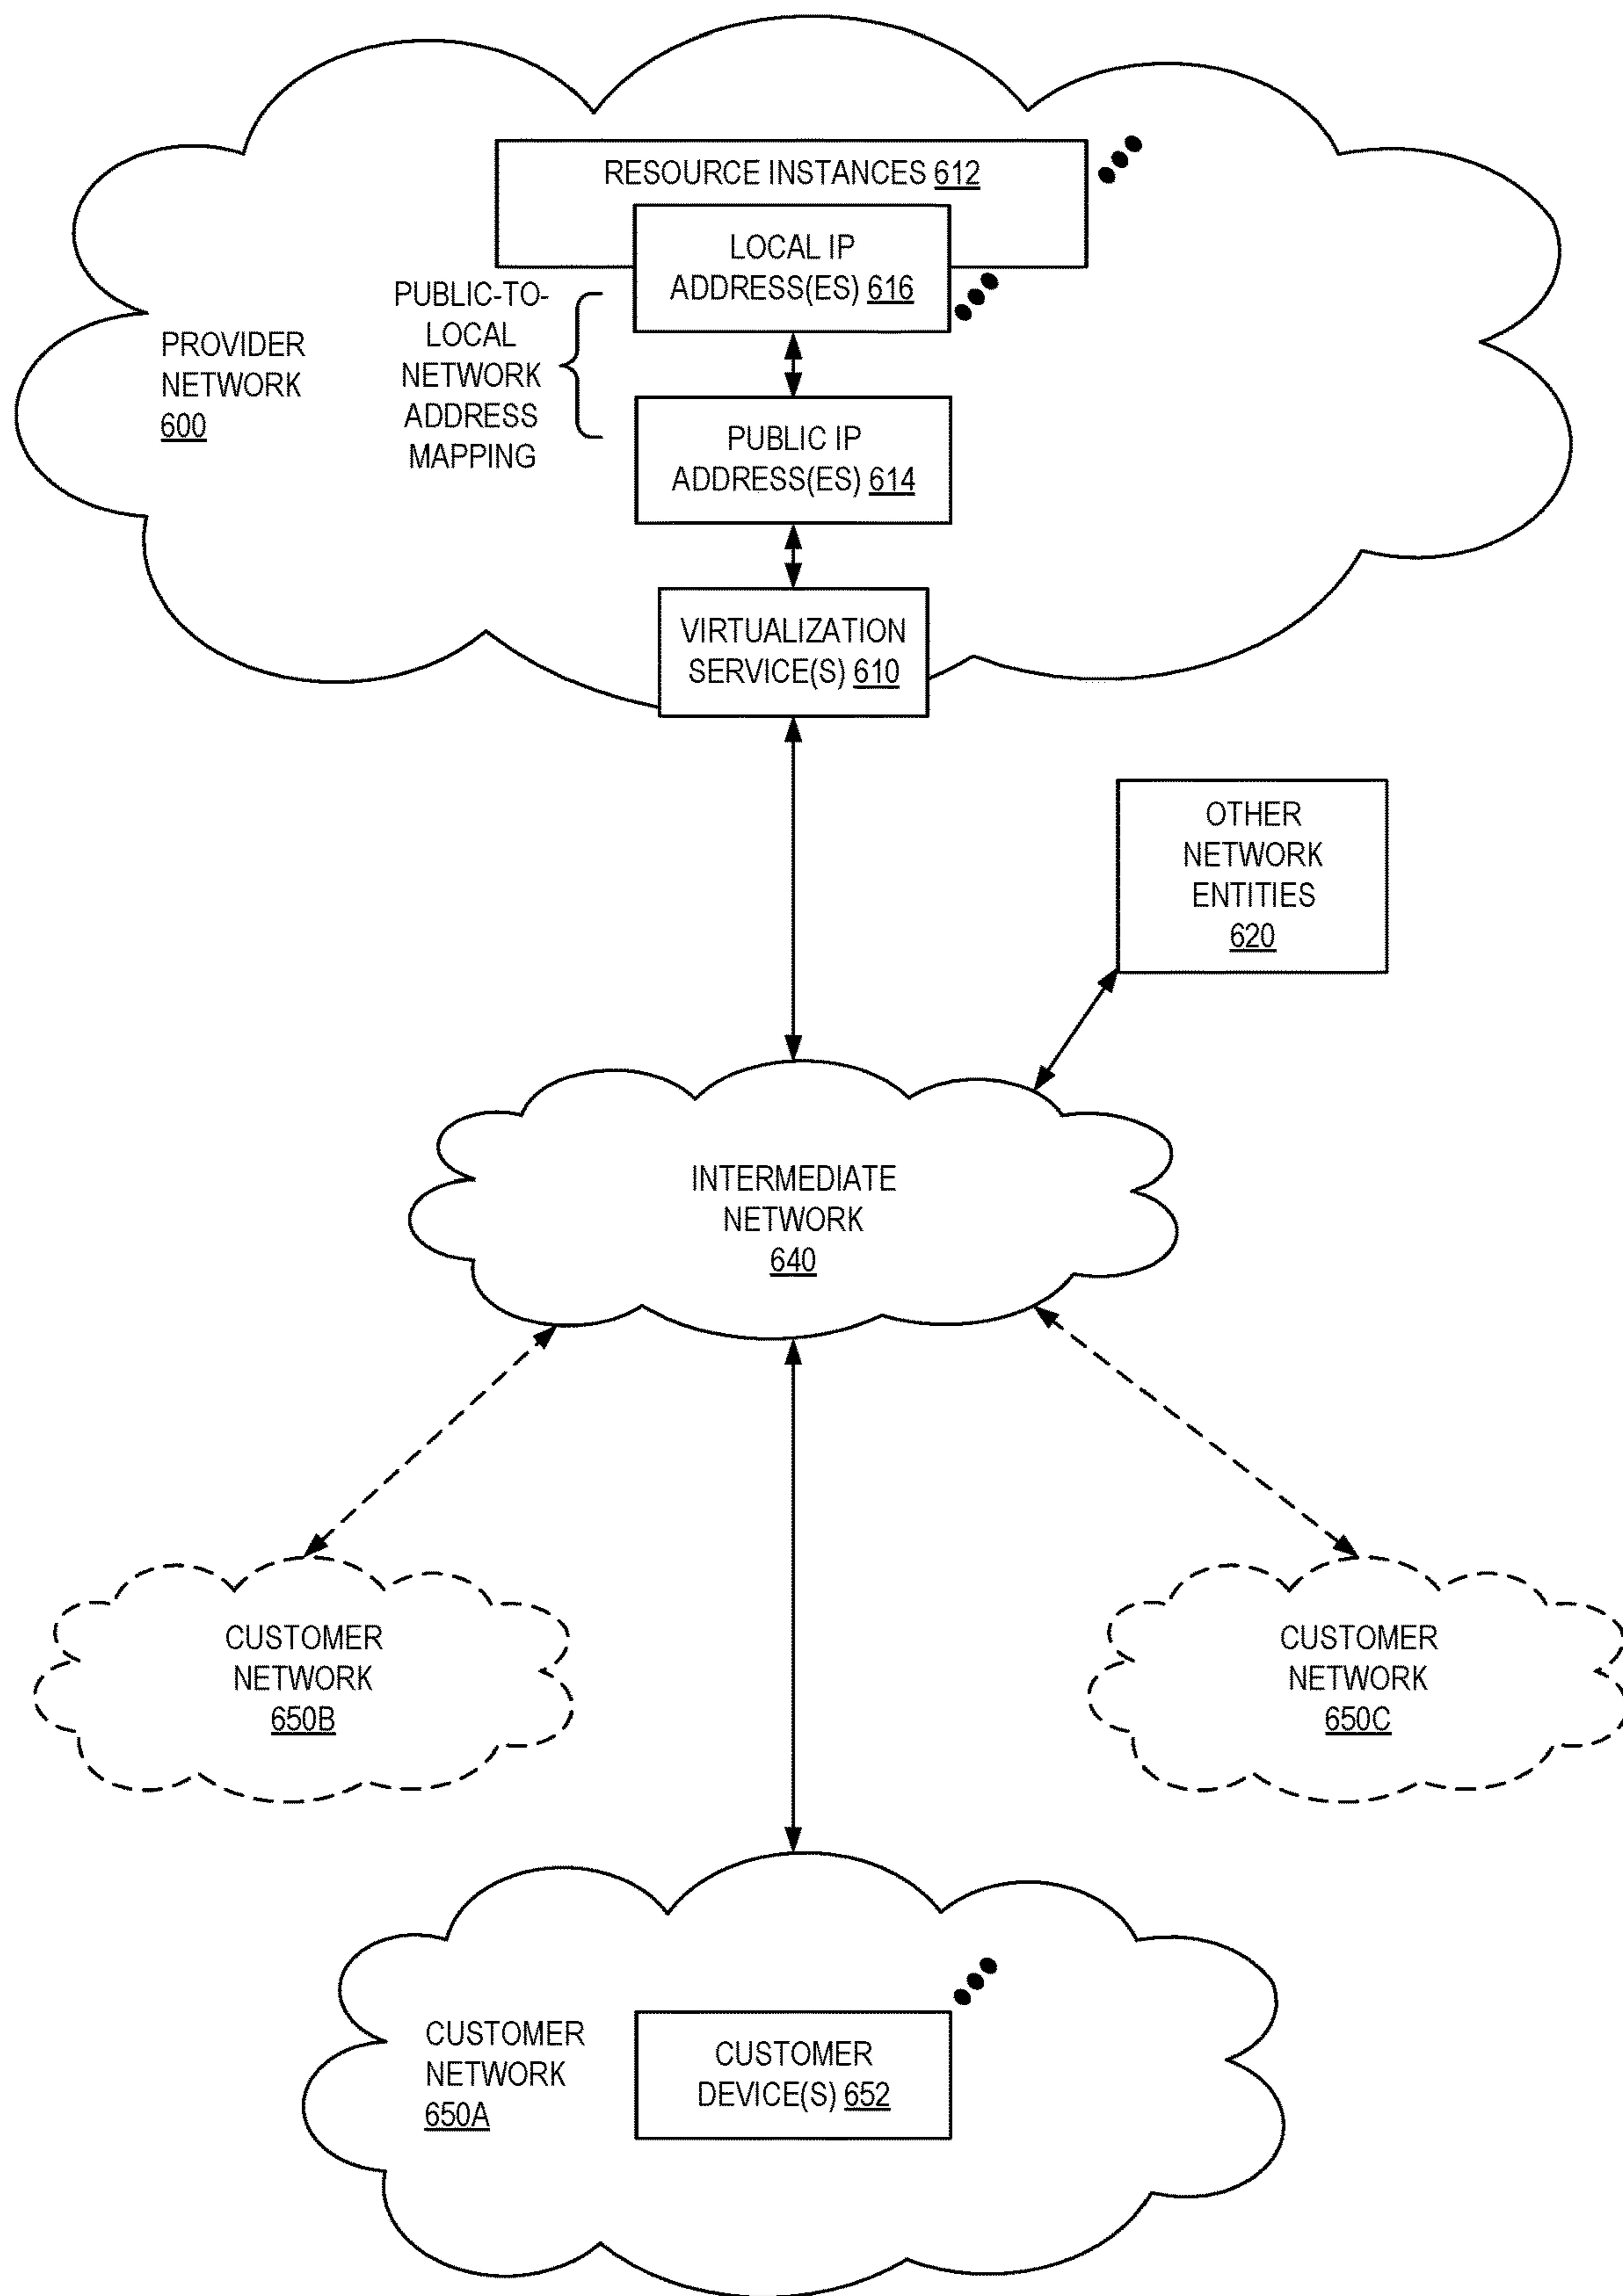 RESOURCE INSTANCES 612
LOCAL IP
ADDRESS(ES) 616
PUBLIC-TO-
LOCAL
NETWORK
ADDRESS
MAPPING
PROVIDER
NETWORK
600
PUBLIC IP
ADDRESS(ES) 614
VIRTUALIZATION
SERVICE(S) 610
OTHER
NETWORK
ENTITIES
620
INTERMEDIATE
NETWORK
640
CUSTOMER
NETWORK
650B
CUSTOMER
NETWORK
650C
CUSTOMER
NETWORK
650A
CUSTOMER
DEVICE(S) 652